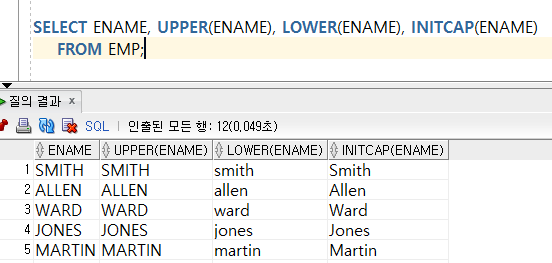 SELECT ENAME, UPPER(ENAME), LOWER(ENAME), INITCAP(ENAME)
FROM EMP;
질의 결과 x
SQL | 인출된 모든 행: 12(0,049초)
ENAME UPPER(ENAME) LOWER(ENAME) INITCAP(ENAME)
1 SMITH SMITH smith Smith
2 ALLEN ALLEN allen Allen
3 WARD WARD ward Ward
4 JONES JONES jones Jones
5 MARTIN MARTIN martin Martin